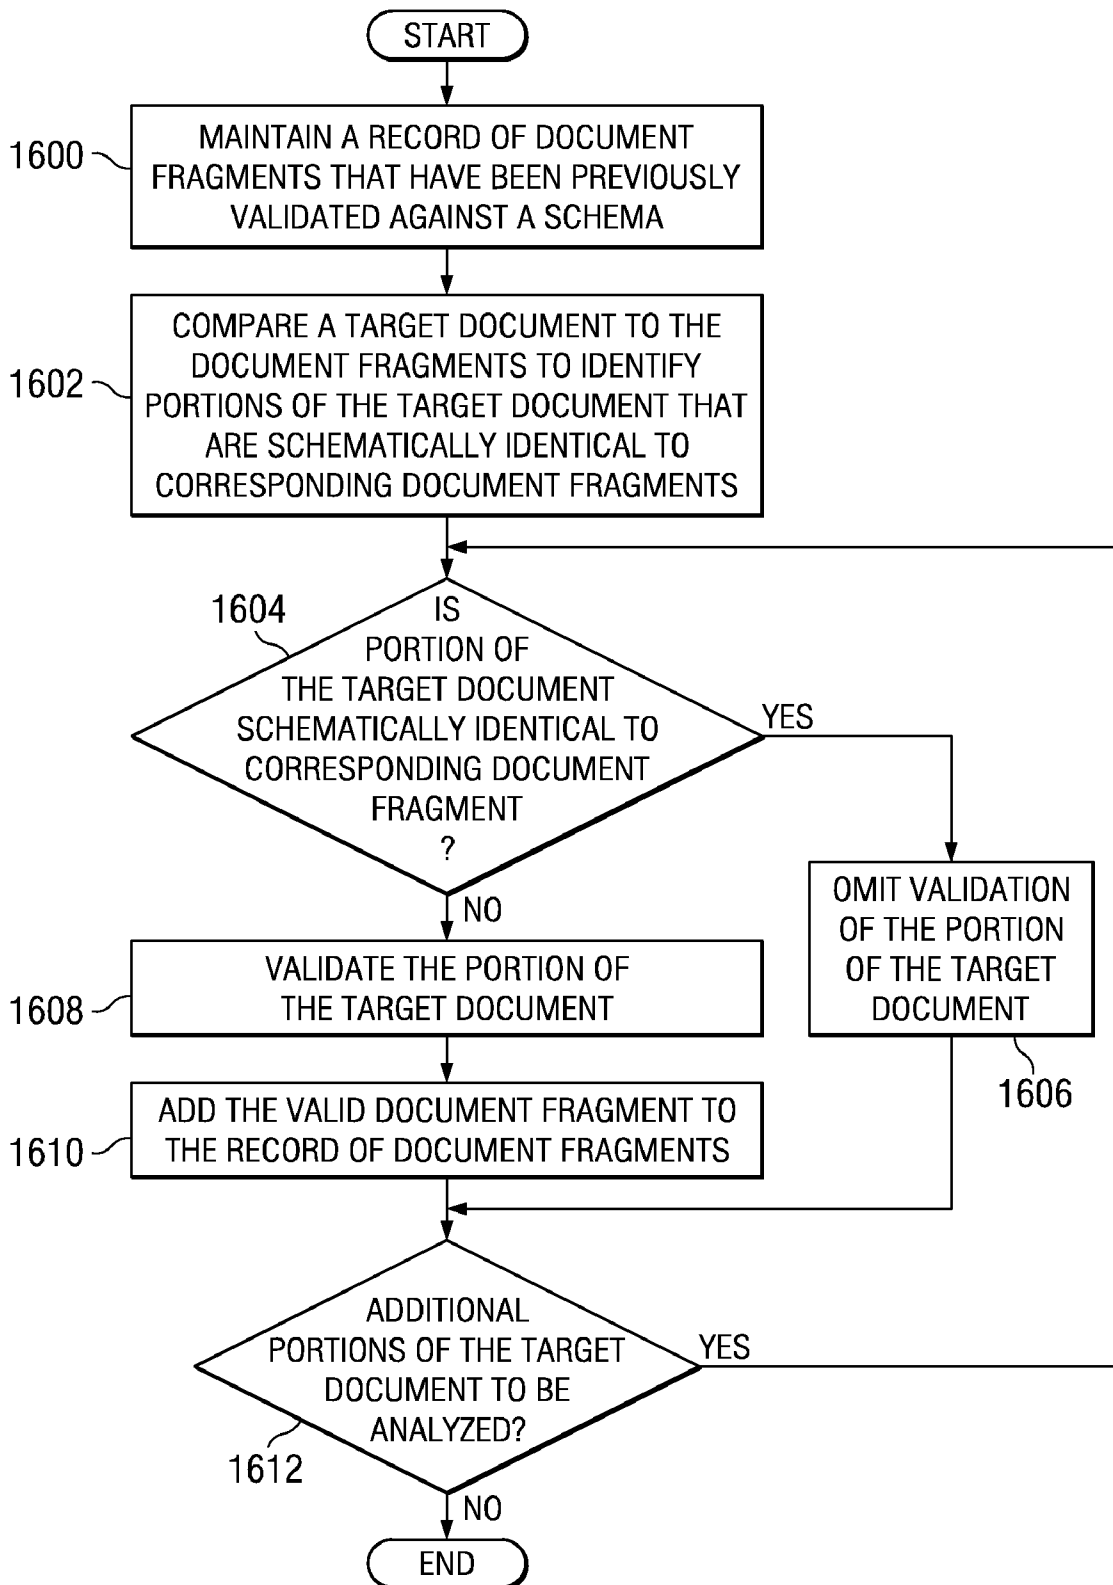 START
1600
MAINTAIN A RECORD OF DOCUMENT
FRAGMENTS THAT HAVE BEEN PREVIOUSLY
VALIDATED AGAINST A SCHEMA
1602
COMPARE A TARGET DOCUMENT TO THE
DOCUMENT FRAGMENTS TO IDENTIFY
PORTIONS OF THE TARGET DOCUMENT THAT
ARE SCHEMATICALLY IDENTICAL TO
CORRESPONDING DOCUMENT FRAGMENTS
1604
IS
PORTION OF
THE TARGET DOCUMENT
SCHEMATICALLY IDENTICAL TO
CORRESPONDING DOCUMENT
FRAGMENT
?
YES
NO
OMIT VALIDATION
OF THE PORTION
OF THE TARGET
DOCUMENT
1606
1608
VALIDATE THE PORTION OF
THE TARGET DOCUMENT
1610
ADD THE VALID DOCUMENT FRAGMENT TO
THE RECORD OF DOCUMENT FRAGMENTS
ADDITIONAL
PORTIONS OF THE TARGET
DOCUMENT TO BE
ANALYZED?
YES
1612
NO
END